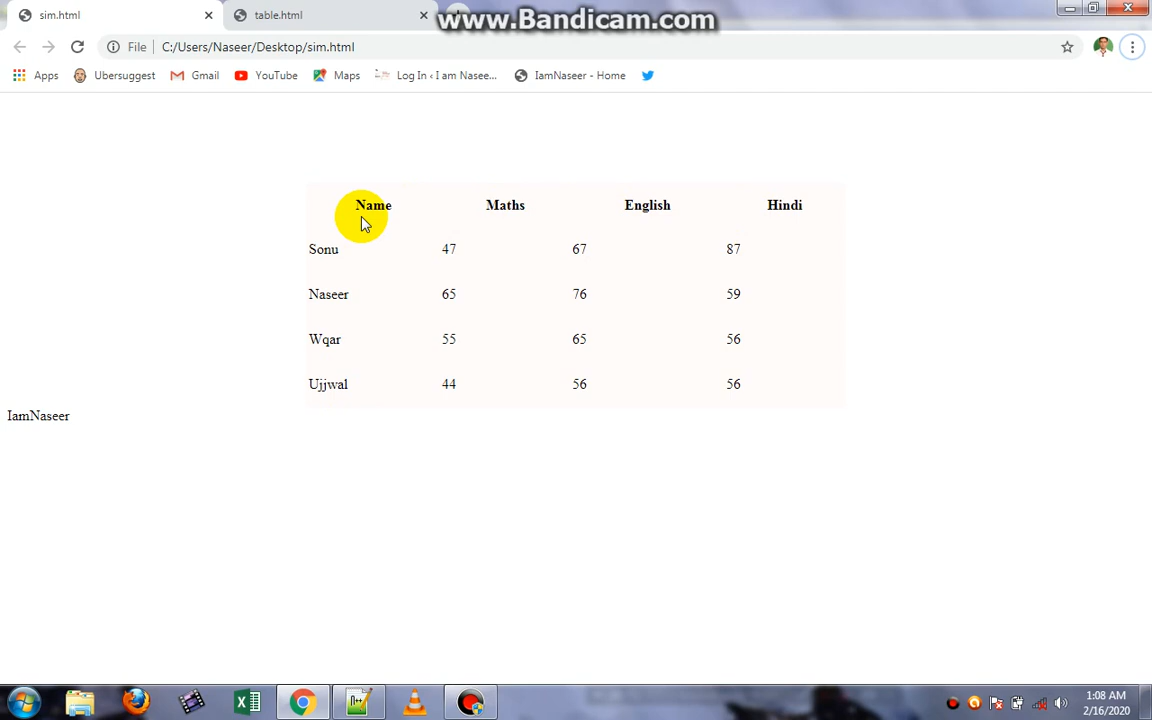 www.Bandicam.com
sim.html
table.html
File C:/Users/Naseer/Desktop/sim.html
Apps Ubersuggest Gmail YouTube Maps Log In ‹ I am Nasee... IamNaseer - Home
Name Maths English Hindi
Sonu 47 67 87
Naseer 65 76 59
Wqar 55 65 56
Ujjwal 44 56 56
IamNaseer
1:08 AM
2/16/2020